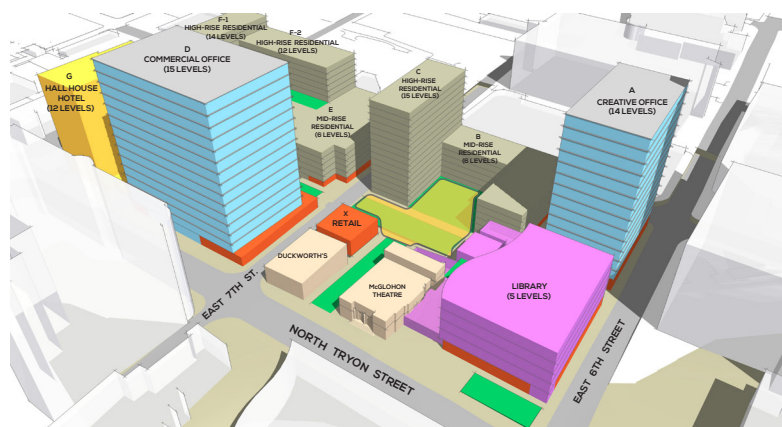 F-1
HIGH-RISE RESIDENTIAL
(14 LEVELS)
F-2
HIGH-RISE RESIDENTIAL
(12 LEVELS)
D
COMMERCIAL OFFICE
(15 LEVELS)
G
HALL HOUSE
HOTEL
(12 LEVELS)
C
HIGH-RISE
RESIDENTIAL
(15 LEVELS)
A
CREATIVE OFFICE
(14 LEVELS)
E
MID-RISE
RESIDENTIAL
(6 LEVELS)
B
MID-RISE
RESIDENTIAL
(6 LEVELS)
X
RETAIL
DUCKWORTH'S
McGLOHON
THEATRE
LIBRARY
(5 LEVELS)
EAST 7TH ST.
NORTH TRYON STREET
EAST 6TH STREET